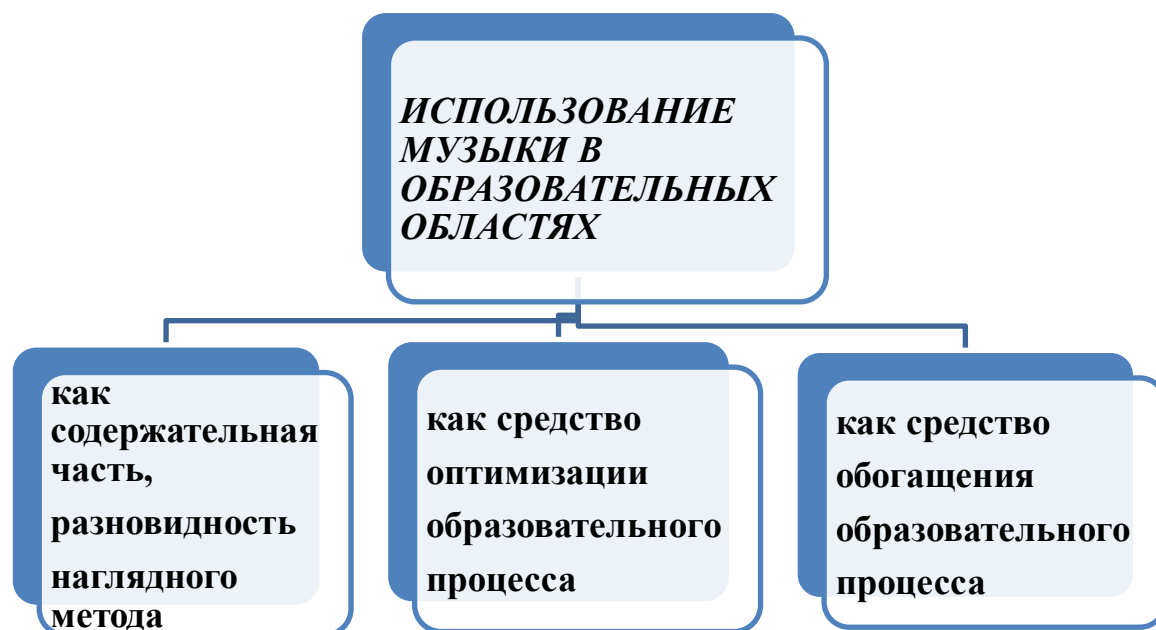 ИСПОЛЬЗОВАНИЕ
МУЗЫКИ В
ОБРАЗОВАТЕЛЬНЫХ
ОБЛАСТЯХ
как
содержательная
часть,
разновидность
наглядного
метода
как средство
оптимизации
образовательного
процесса
как средство
обогащения
образовательного
процесса